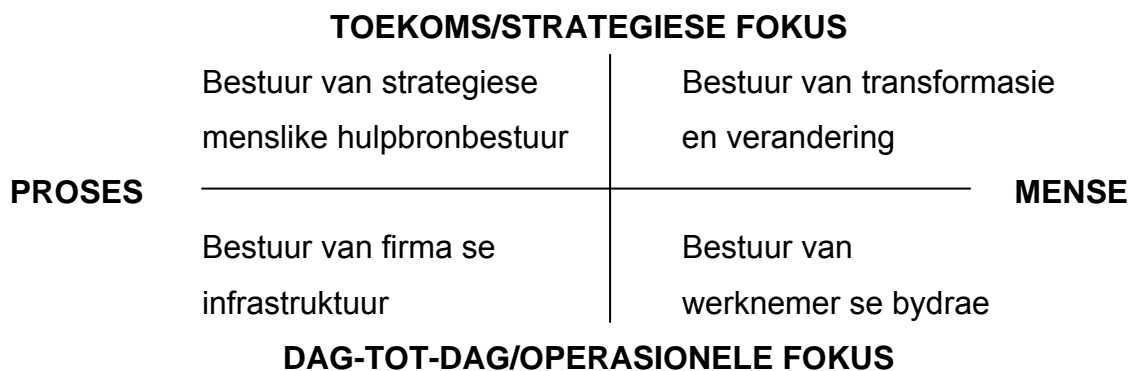 TOEKOMS/STRATEGIESE FOKUS
Bestuur van strategiese
menslike hulpbronbestuur
Bestuur van transformasie
en verandering
PROSES
MENSE
Bestuur van firma se
infrastruktuur
Bestuur van
werknemer se bydrae
DAG-TOT-DAG/OPERASIONELE FOKUS